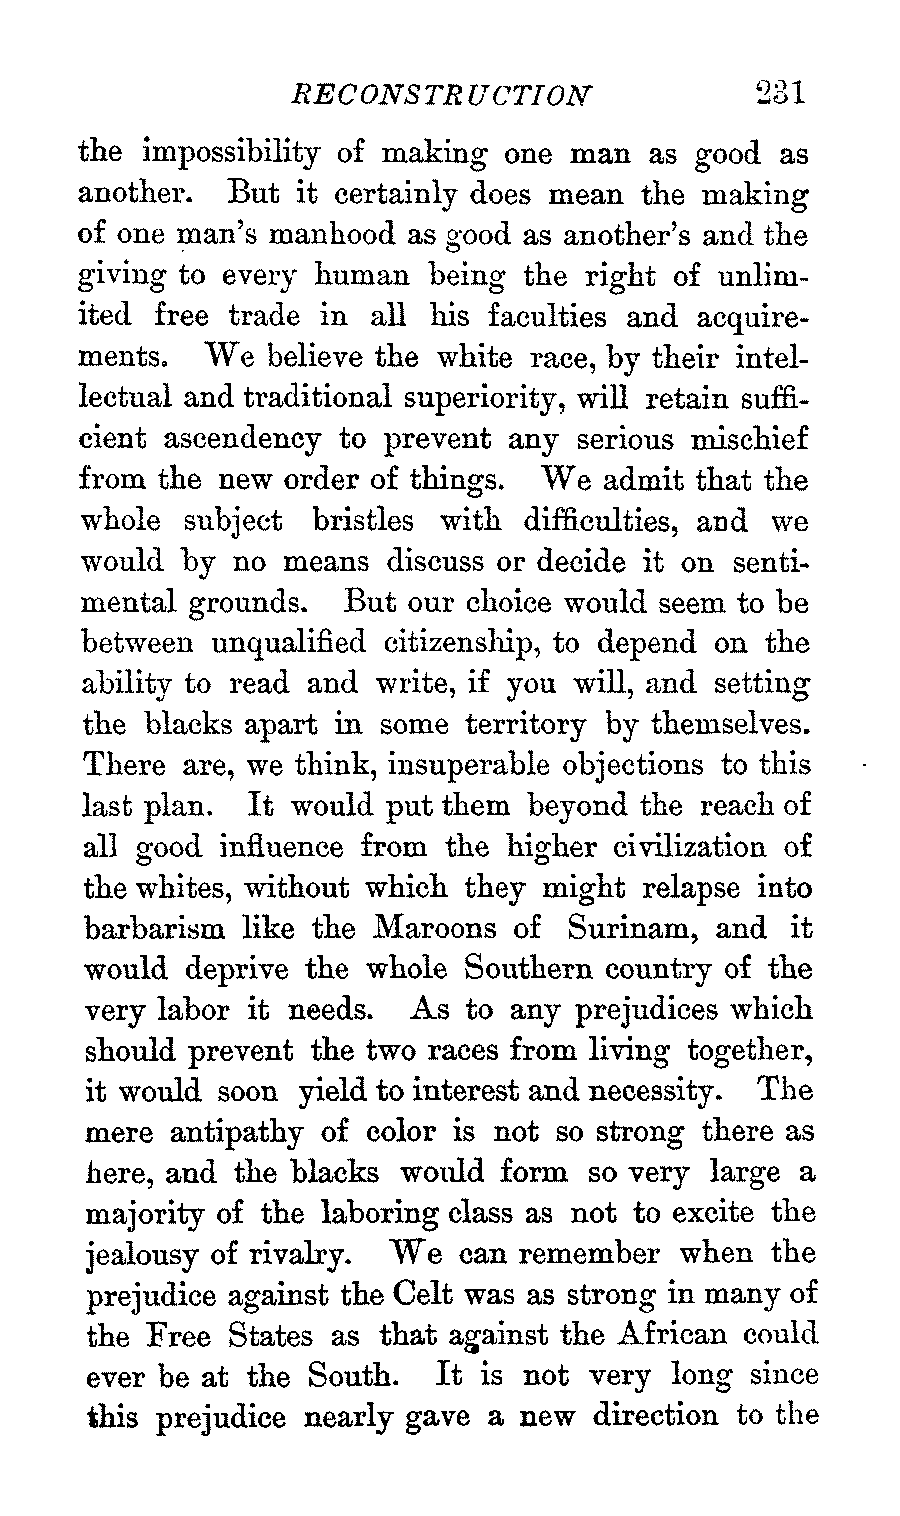 RECONSTRUCTION 231
the impossibility of making one man as good as
another. But it certainly does mean the making
of one man's manhood as good as another's and the
giving to every human being the right of unlim-
ited free trade in all his faculties and acquire-
ments. We believe the white race, by their intel-
lectual and traditional superiority, will retain suffi-
cient ascendency to prevent any serious mischief
from the new order of things. We admit that the
whole subject bristles with difficulties, and we
would by no means discuss or decide it on senti-
mental grounds. But our choice would seem to be
between unqualified citizenship, to depend on the
ability to read and write, if you will, and setting
the blacks apart in some territory by themselves.
There are, we think, insuperable objections to this
last plan. It would put them beyond the reach of
all good influence from the higher civilization of
the whites, without which they might relapse into
barbarism like the Maroons of Surinam, and it
would deprive the whole Southern country of the
very labor it needs. As to any prejudices which
should prevent the two races from living together,
it would soon yield to interest and necessity. The
mere antipathy of color is not so strong there as
here, and the blacks would form so very large a
majority of the laboring class as not to excite the
jealousy of rivalry. We can remember when the
prejudice against the Celt was as strong in many of
the Free States as that against the African could
ever be at the South. It is not very long since
this prejudice nearly gave a new direction to the